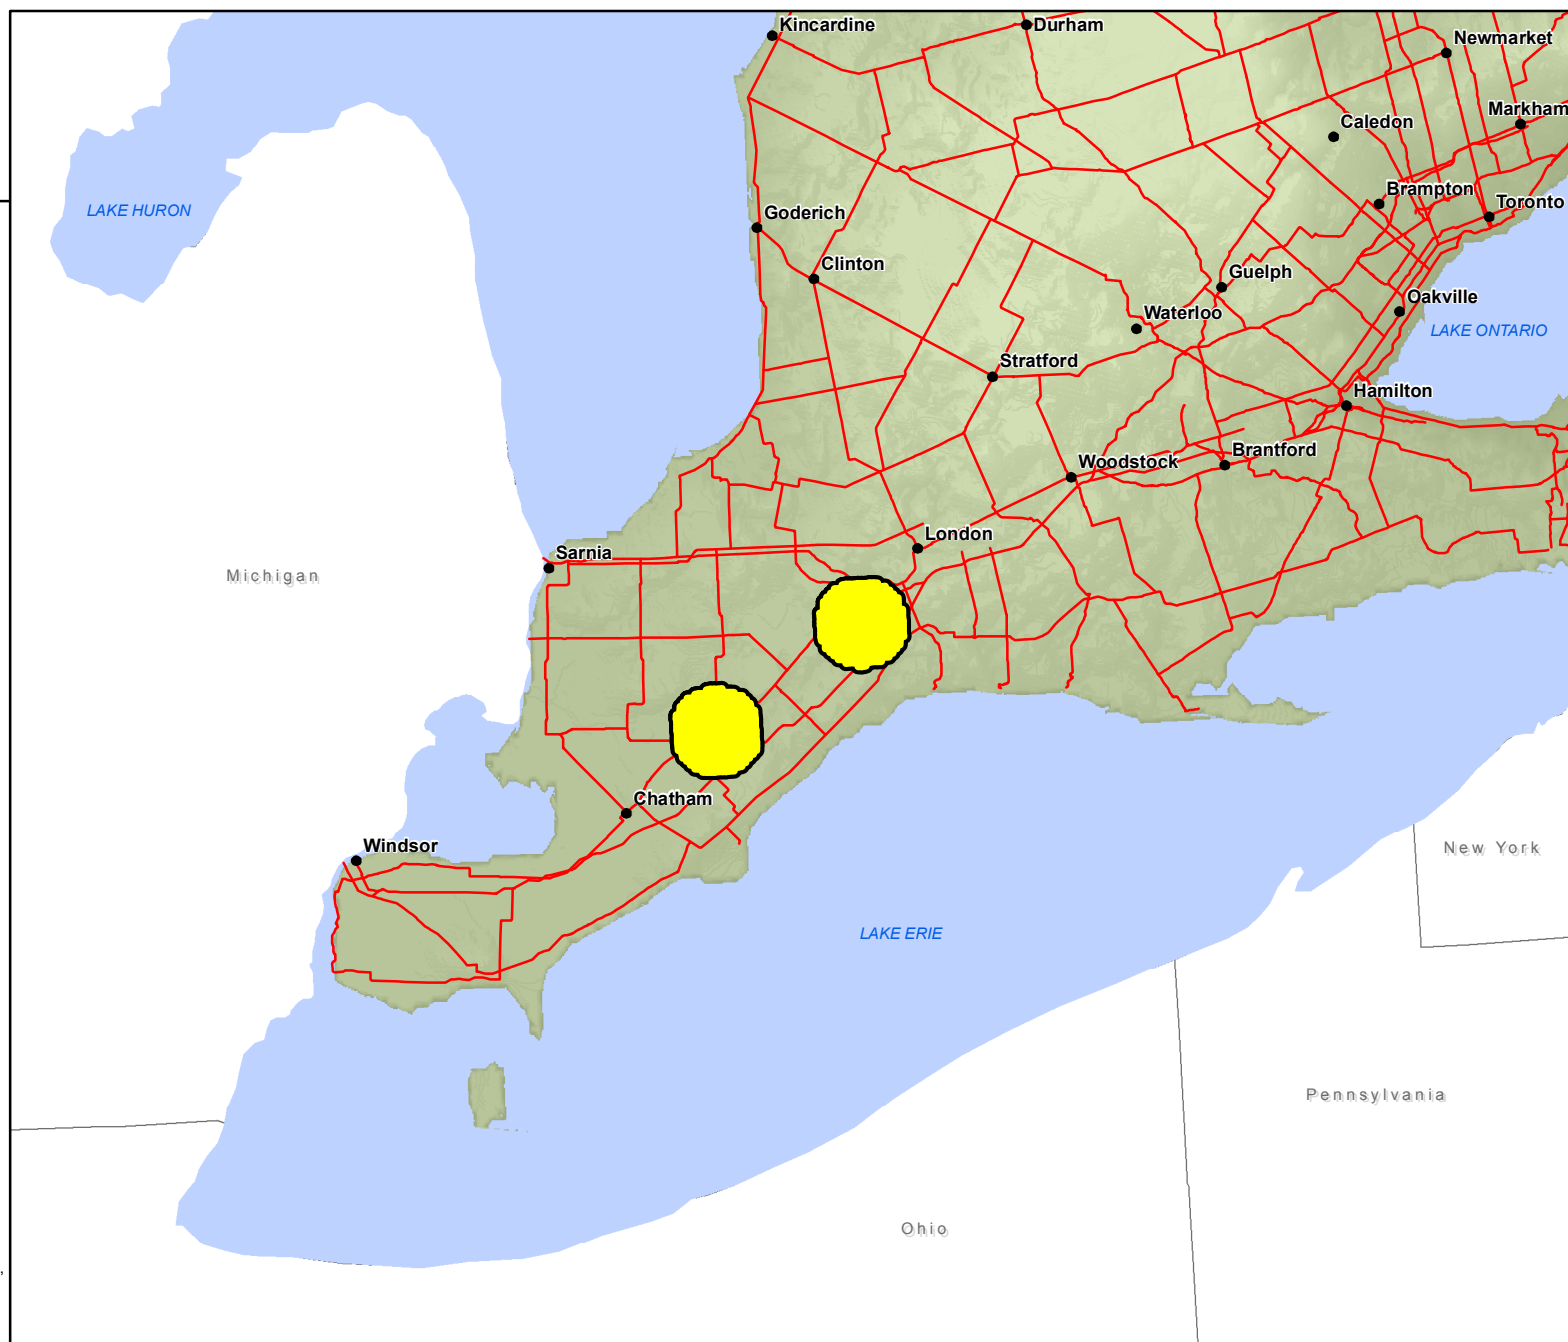 Kincardine
Durham
Newmarket
Markham
Caledon
Brampton
Toronto
LAKE HURON
Goderich
Clinton
Guelph
Oakville
Waterloo
LAKE ONTARIO
Stratford
Hamilton
Brantford
Woodstock
London
Sarnia
Michigan
Chatham
Windsor
New York
LAKE ERIE
Pennsylvania
Ohio
,